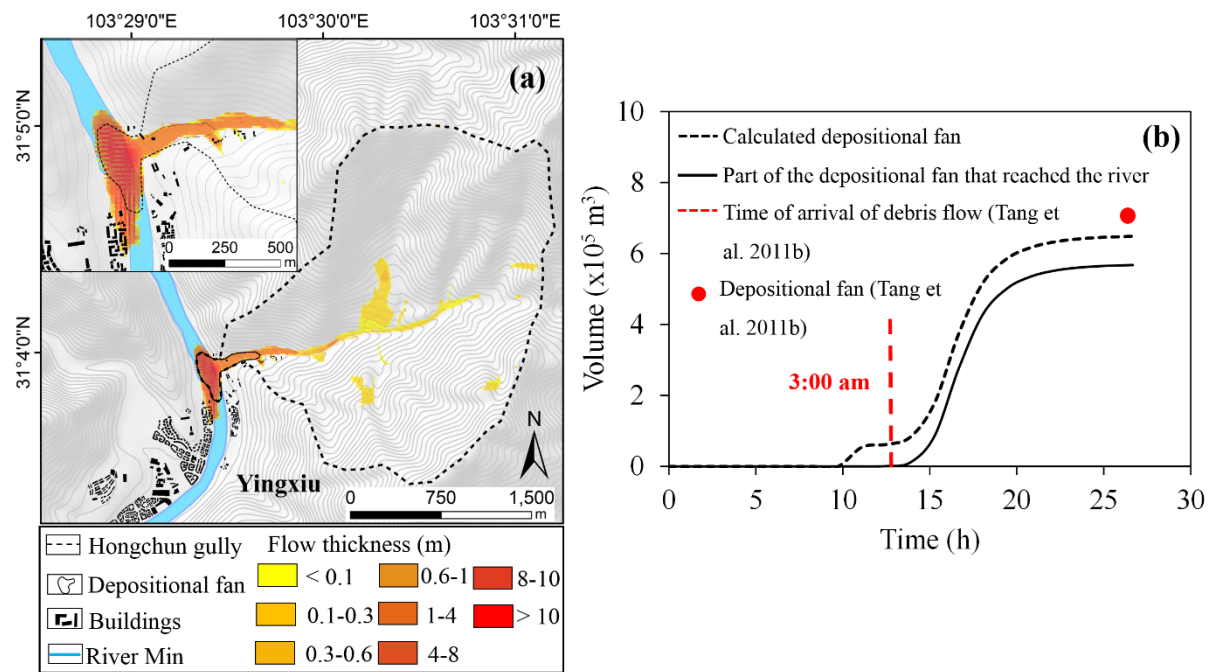 103°29'0"E
103°30'0"E
103°31'0"E
(a)
31°5'0"N
31°4'0"N
0 250 500
m
N
Yingxiu
0 750 1,500
m
Hongchun gully
Depositional fan
Buildings
River Min
Flow thickness (m)
< 0.1
0.1-0.3
0.3-0.6
0.6-1
1-4
4-8
8-10
> 10
(b)
Calculated depositional fan
Part of the depositional fan that reached the river
Time of arrival of debris flow (Tang et
al. 2011b)
Depositional fan (Tang et
al. 2011b)
3:00 am
Volume (x10⁵ m³)
10
8
6
4
2
0
0 5 10 15 20 25 30
Time (h)